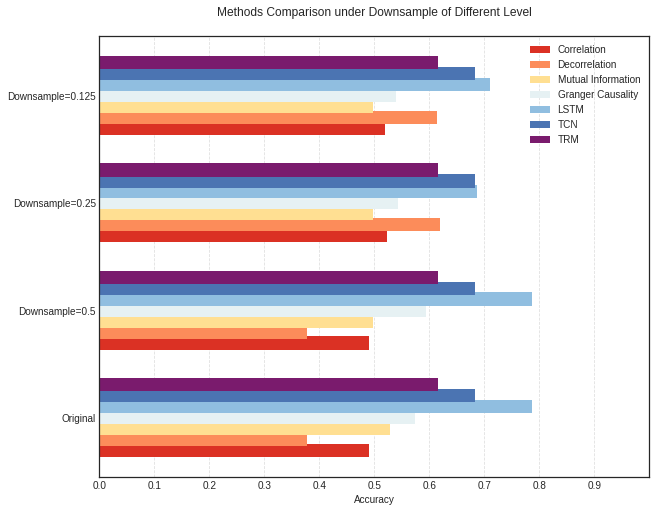 Methods Comparison under Downsample of Different Level
Correlation
Decorrelation
Mutual Information
Granger Causality
LSTM
TCN
TRM
Downsample=0.125
Downsample=0.25
Downsample=0.5
Original
0.0 0.1 0.2 0.3 0.4 0.5 0.6 0.7 0.8 0.9
Accuracy